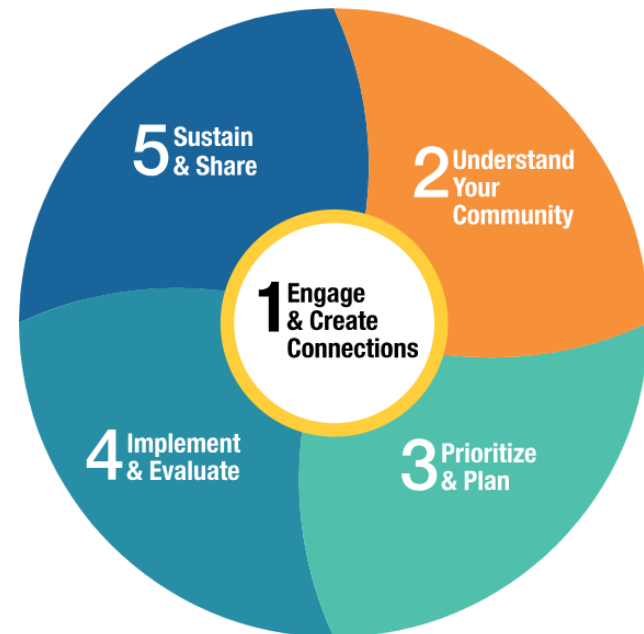 1 Engage
& Create
Connections
2 Understand
Your
Community
3 Prioritize
& Plan
4 Implement
& Evaluate
5 Sustain
& Share